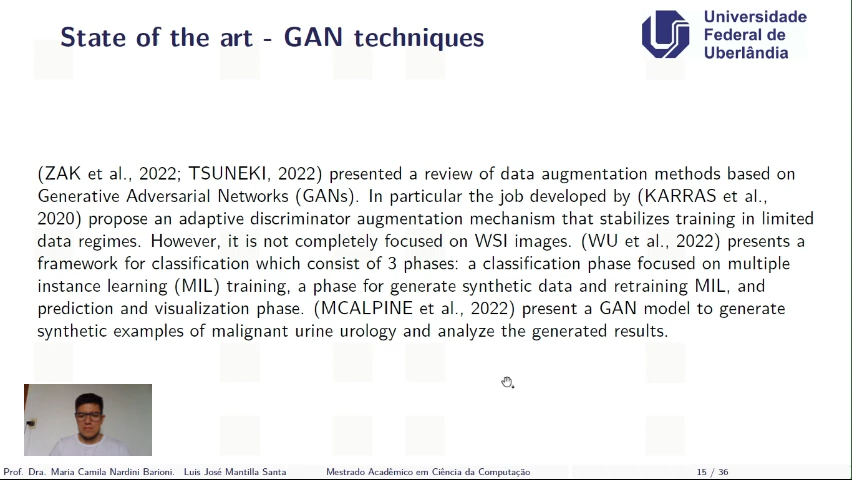 State of the art - GAN techniques
Universidade
Federal de
Uberlândia
(ZAK et al., 2022; TSUNEKI, 2022) presented a review of data augmentation methods based on
Generative Adversarial Networks (GANs). In particular the job developed by (KARRAS et al.,
2020) propose an adaptive discriminator augmentation mechanism that stabilizes training in limited
data regimes. However, it is not completely focused on WSI images. (WU et al., 2022) presents a
framework for classification which consist of 3 phases: a classification phase focused on multiple
instance learning (MIL) training, a phase for generate synthetic data and retraining MIL, and
prediction and visualization phase. (MCALPINE et al., 2022) present a GAN model to generate
synthetic examples of malignant urine urology and analyze the generated results.
Prof. Dra. Maria Camila Nardini Barioni. Luis José Mantilla Santa Mestrado Acadêmico em Ciência da Computação 15 / 36